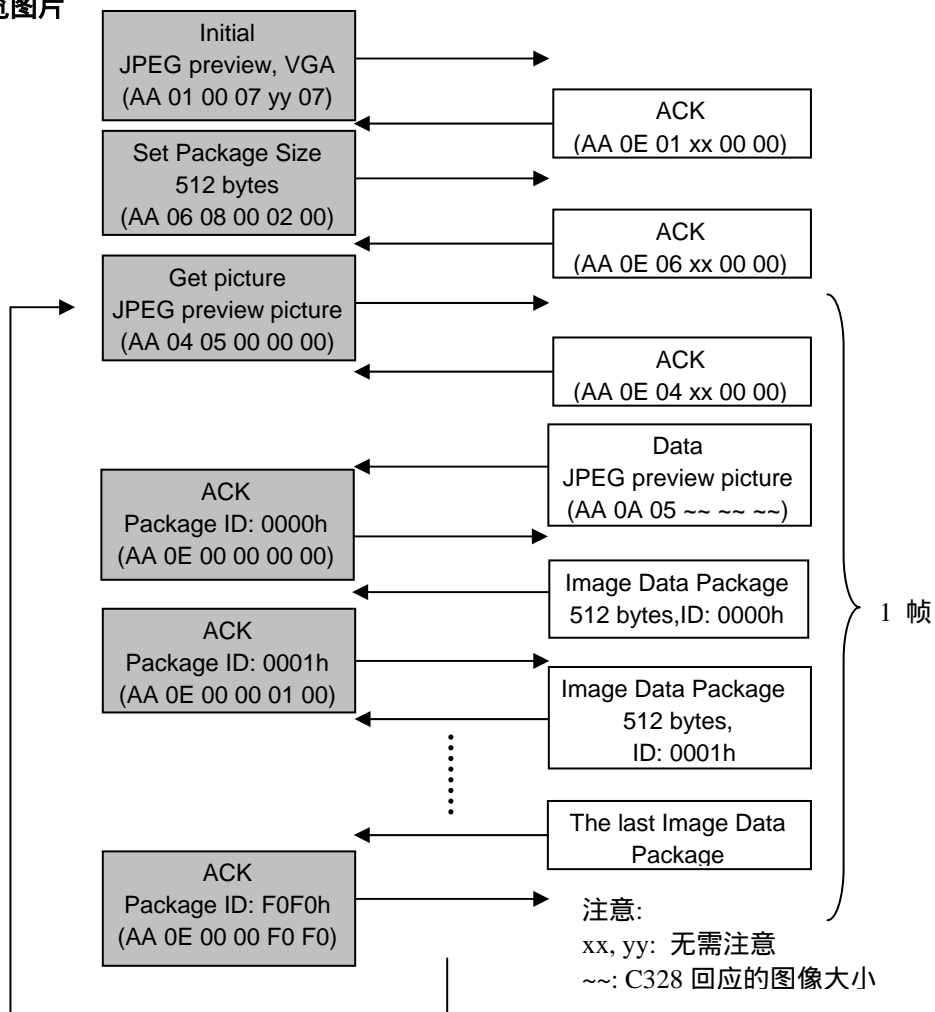 览图片
Initial
JPEG preview, VGA
(AA 01 00 07 yy 07)
ACK
(AA 0E 01 xx 00 00)
Set Package Size
512 bytes
(AA 06 08 00 02 00)
ACK
(AA 0E 06 xx 00 00)
Get picture
JPEG preview picture
(AA 04 05 00 00 00)
ACK
(AA 0E 04 xx 00 00)
Data
JPEG preview picture
(AA 0A 05 ~~ ~~ ~~)
ACK
Package ID: 0000h
(AA 0E 00 00 00 00)
Image Data Package
512 bytes,ID: 0000h
1 帧
ACK
Package ID: 0001h
(AA 0E 00 00 01 00)
Image Data Package
512 bytes,
ID: 0001h
The last Image Data
Package
ACK
Package ID: F0F0h
(AA 0E 00 00 F0 F0)
注意:
xx, yy: 无需注意
~~: C328 回应的图像大小